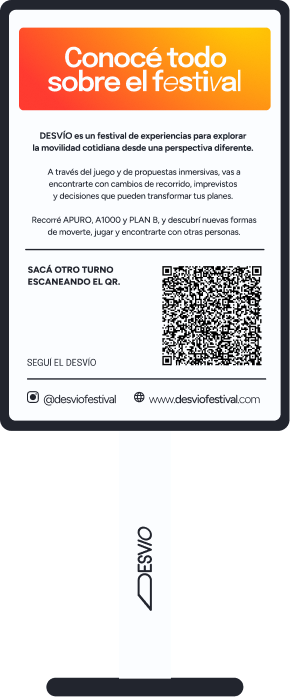 Conocé todo
sobre el festival
DESVÍO es un festival de experiencias para explorar
la movilidad cotidiana desde una perspectiva diferente.
A través del juego y de propuestas inmersivas, vas a
encontrarte con cambios de recorrido, imprevistos
y decisiones que pueden transformar tus planes.
Recorré APURO, A1000 y PLAN B, y descubrí nuevas formas
de moverte, jugar y encontrarte con otras personas.
SACÁ OTRO TURNO
ESCANEANDO EL QR.
SEGUÍ EL DESVÍO
@desviofestival
www.desviofestival.com
DESVÍO